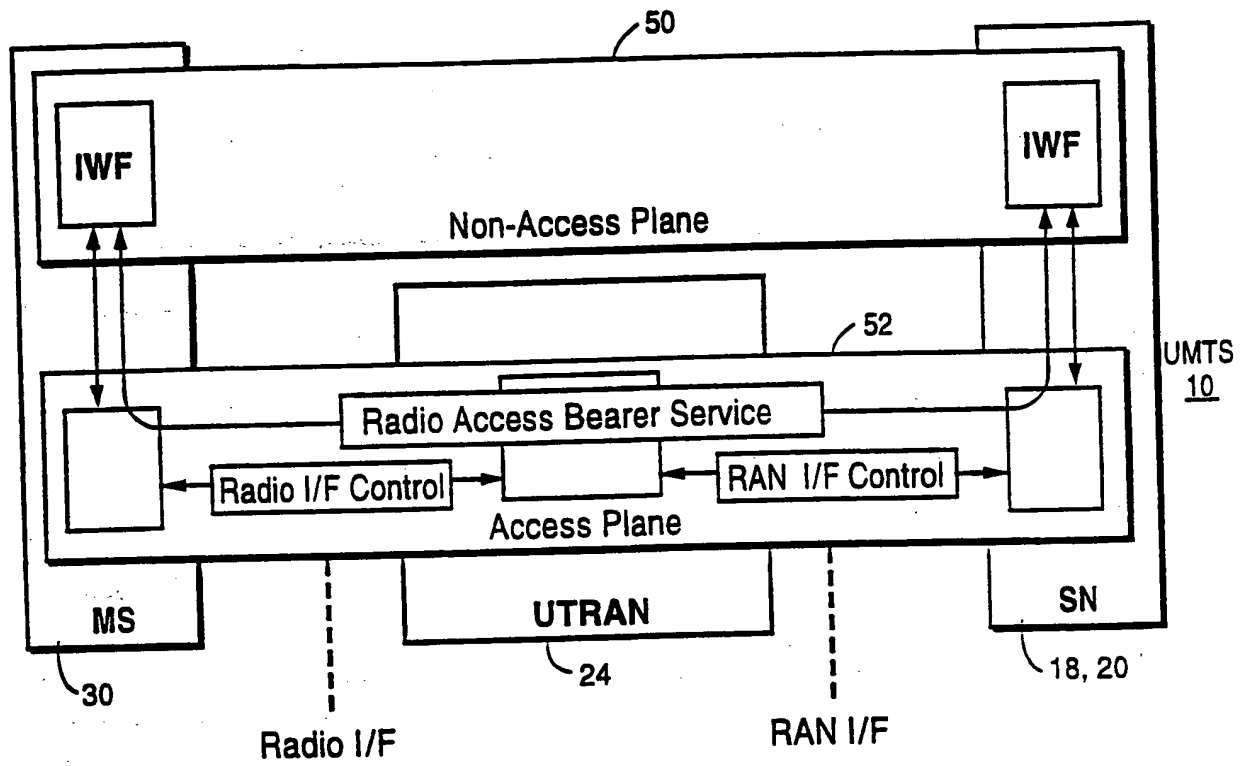 50
IWF
IWF
Non-Access Plane
52
UMTS
10
Radio Access Bearer Service
Radio I/F Control
RAN I/F Control
Access Plane
MS
UTRAN
SN
30
24
18, 20
Radio I/F
RAN I/F